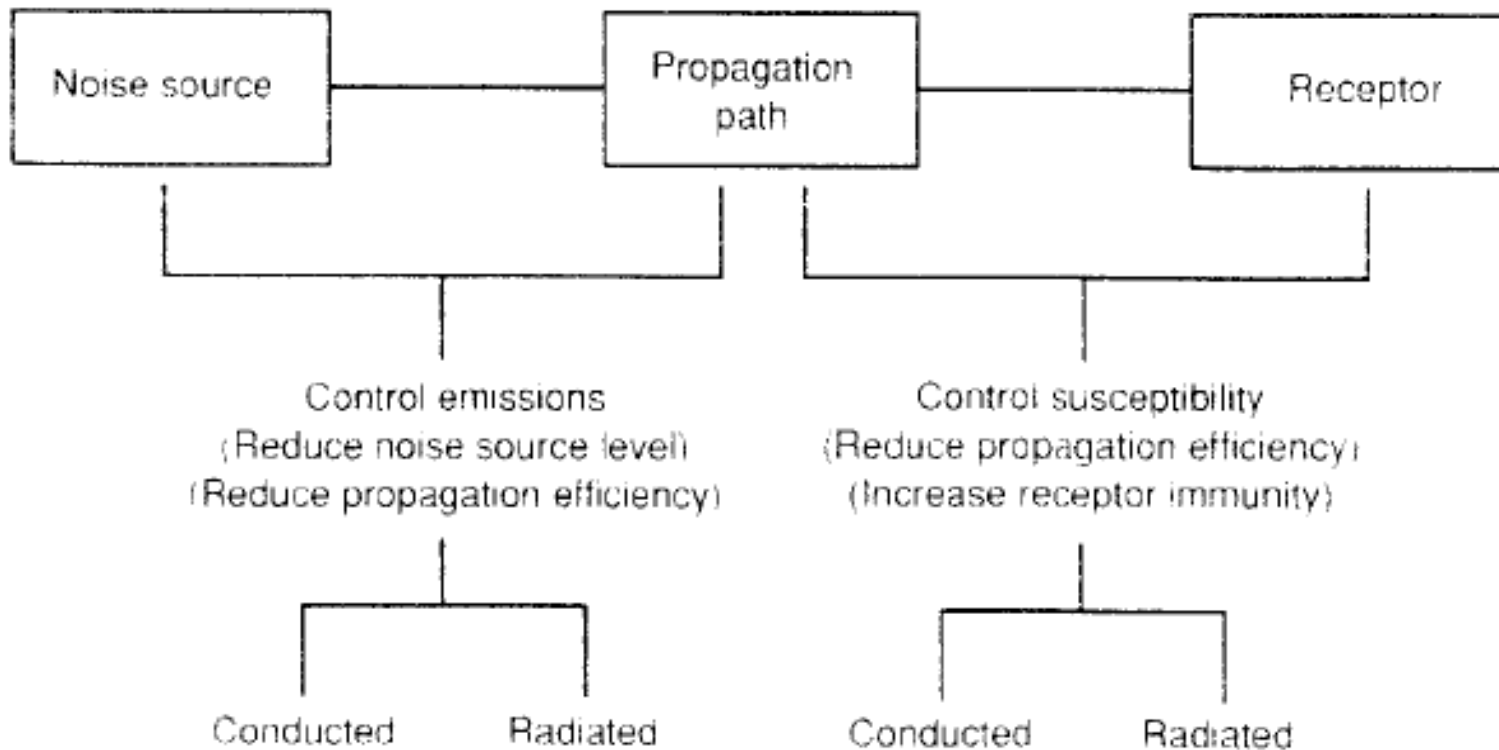 Noise source
Propagation
path
Receptor
Control emissions
(Reduce noise source level)
(Reduce propagation efficiency)
Control susceptibility
(Reduce propagation efficiency)
(Increase receptor immunity)
Conducted
Radiated
Conducted
Radiated